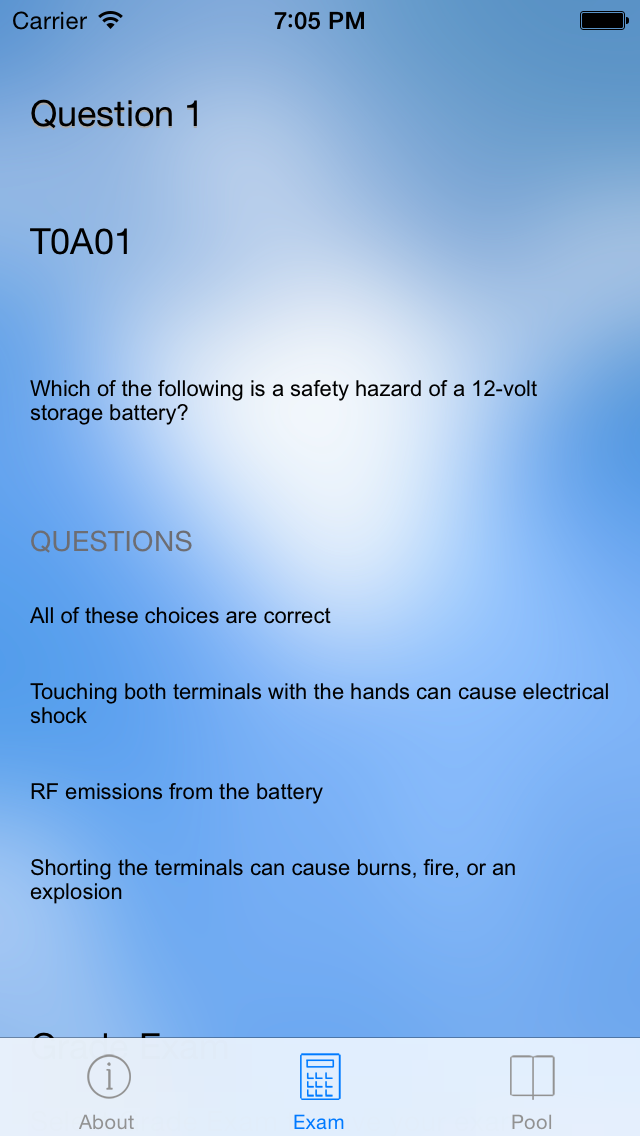 Carrier 7:05 PM
Question 1
T0A01
Which of the following is a safety hazard of a 12-volt
storage battery?
QUESTIONS
All of these choices are correct
Touching both terminals with the hands can cause electrical
shock
RF emissions from the battery
Shorting the terminals can cause burns, fire, or an
explosion
Grade Exam
About Exam Pool